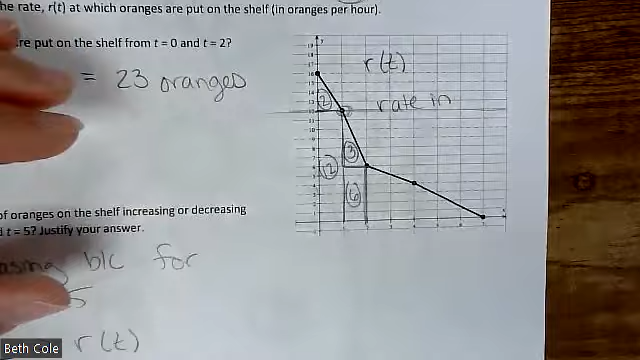 he rate, r(t) at which oranges are put on the shelf (in oranges per hour).
re put on the shelf from t = 0 and t = 2?
= 23 oranges
r(t)
rate in
2
12
3
6
of oranges on the shelf increasing or decreasing
t = 5? Justify your answer.
asing b/c for
5
r(t)
Beth Cole